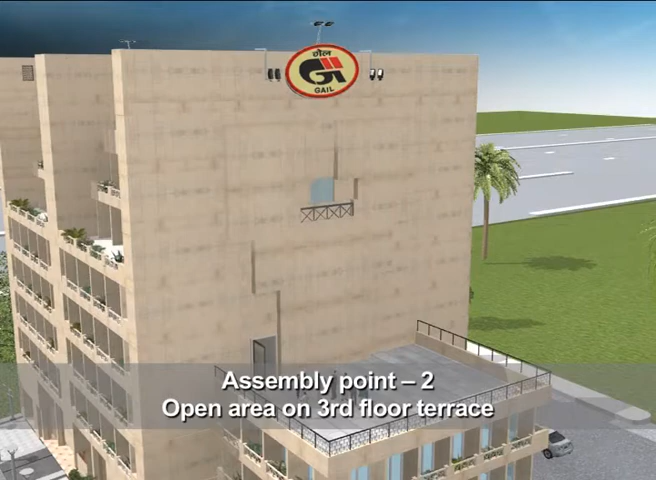 गेल
GAIL
Assembly point – 2
Open area on 3rd floor terrace